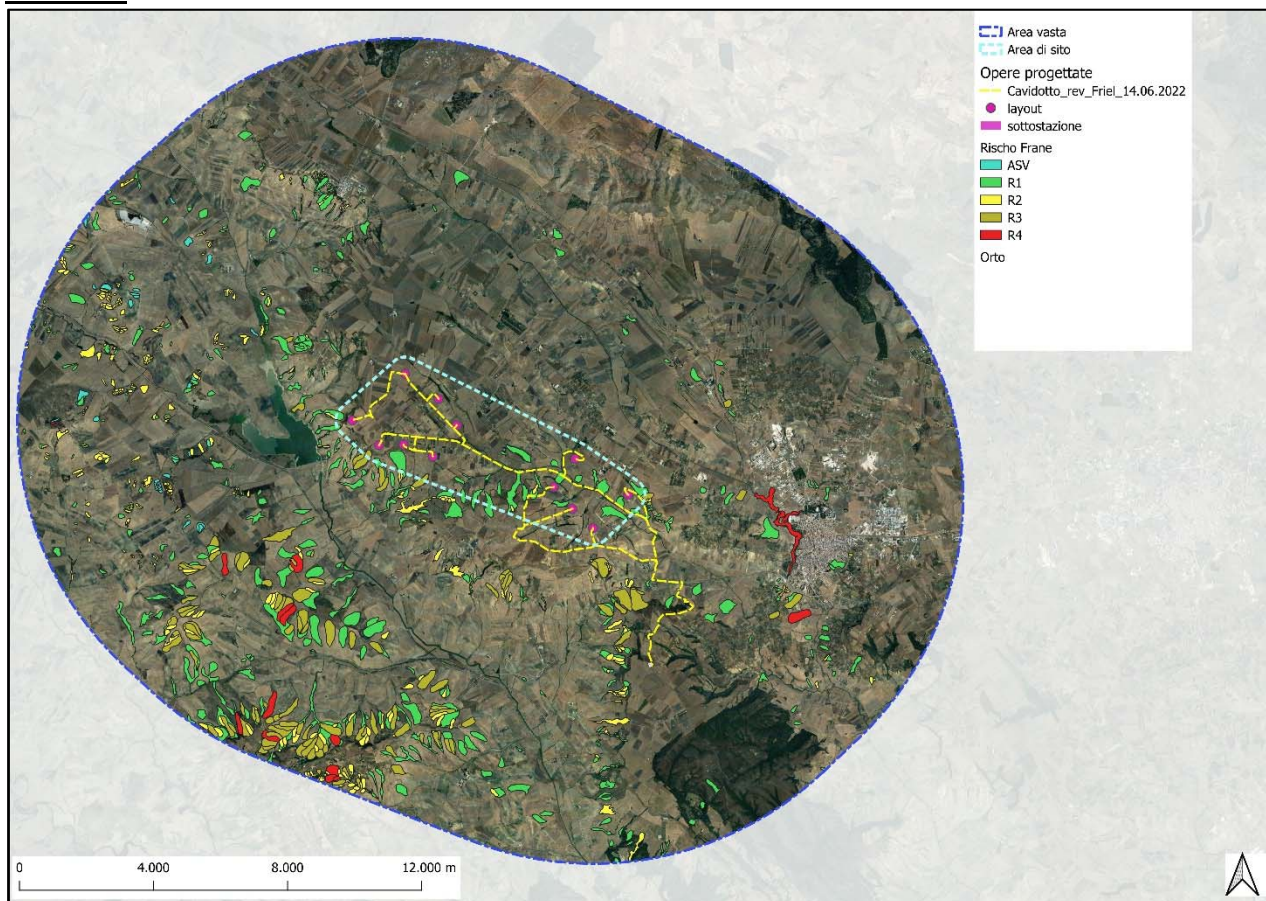 Area vasta
Area di sito
Opere progettate
Cavidotto_rev_Friel_14.06.2022
layout
sottostazione
Rischo Frane
ASV
R1
R2
R3
R4
Orto
0 4.000 8.000 12.000 m